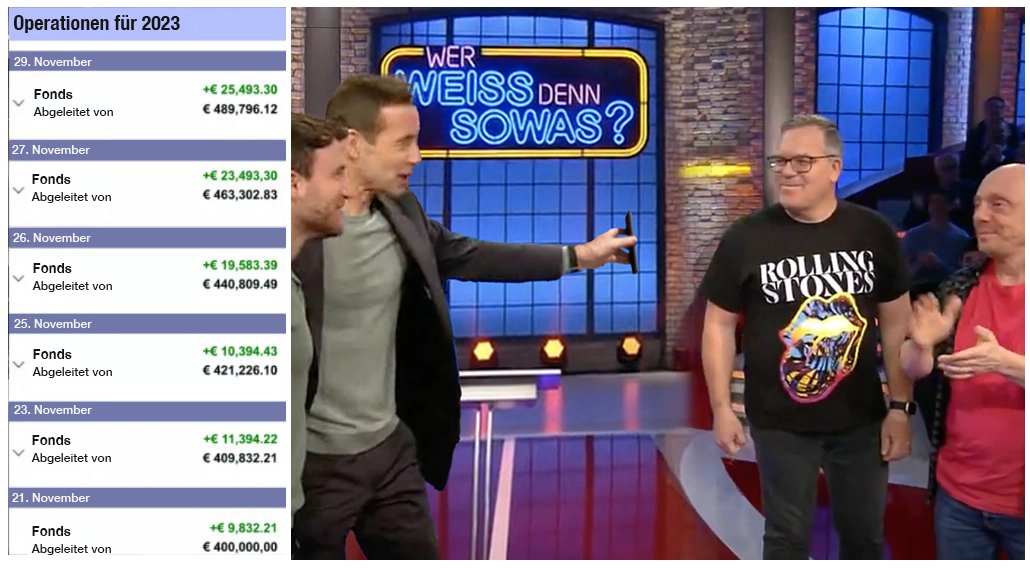 Operationen für 2023
29. November
Fonds
+€ 25,493.30
Abgeleitet von
€ 489,796.12
27. November
Fonds
+€ 23,493,30
Abgeleitet von
€ 463,302.83
26. November
Fonds
+€ 19,583.39
Abgeleitet von
€ 440,809.49
25. November
Fonds
+€ 10,394.43
Abgeleitet von
€ 421,226.10
23. November
Fonds
+€ 11,394.22
Abgeleitet von
€ 409,832.21
21. November
Fonds
+€ 9,832.21
Abgeleitet von
€ 400,000,00
WER
WEISS DENN
SOWAS?
ROLLING
STONES